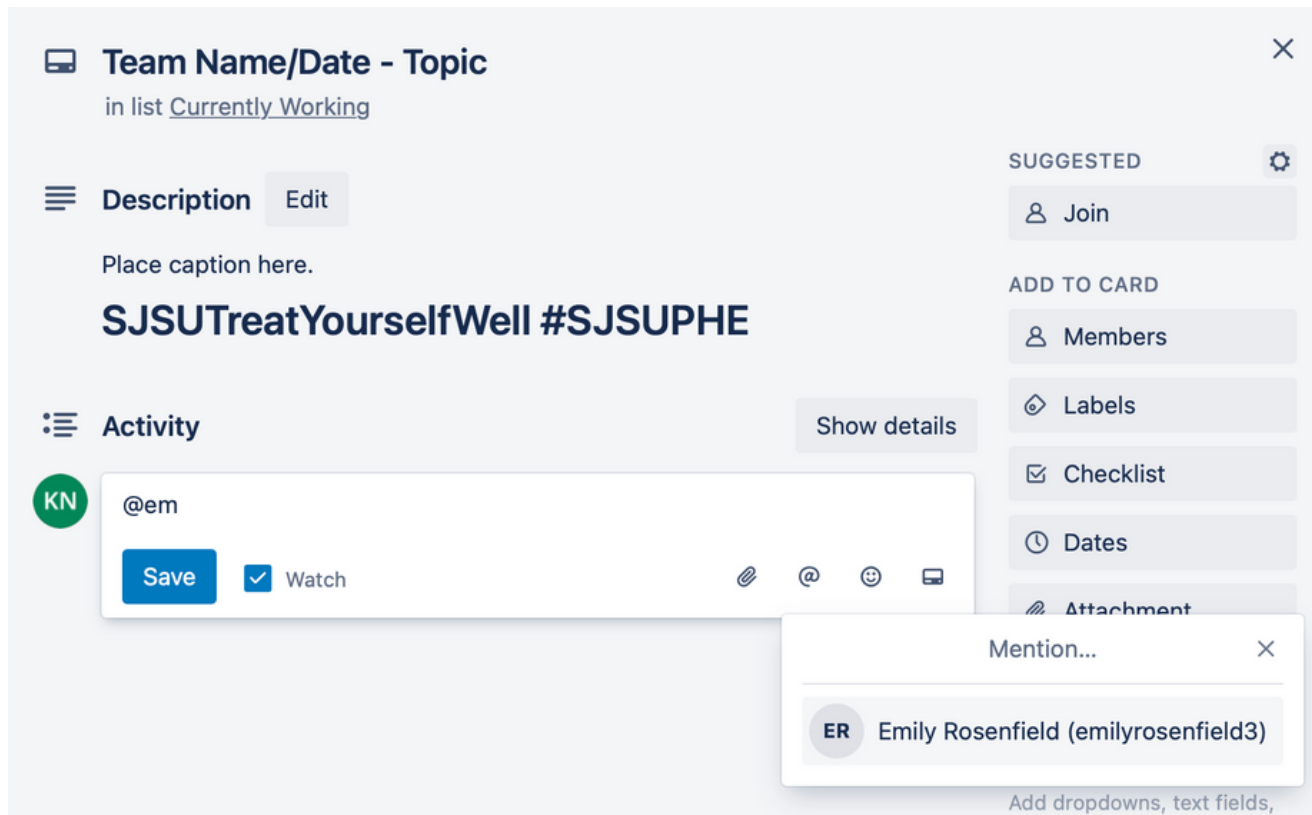 Team Name/Date - Topic
in list Currently Working
Description Edit
Place caption here.
SJSUTreatYourselfWell #SJSUPHE
Activity Show details
KN
@em
Save Watch
SUGGESTED
Join
ADD TO CARD
Members
Labels
Checklist
Dates
Attachment
Mention...
ER Emily Rosenfield (emilyrosenfield3)
Add dropdowns, text fields,